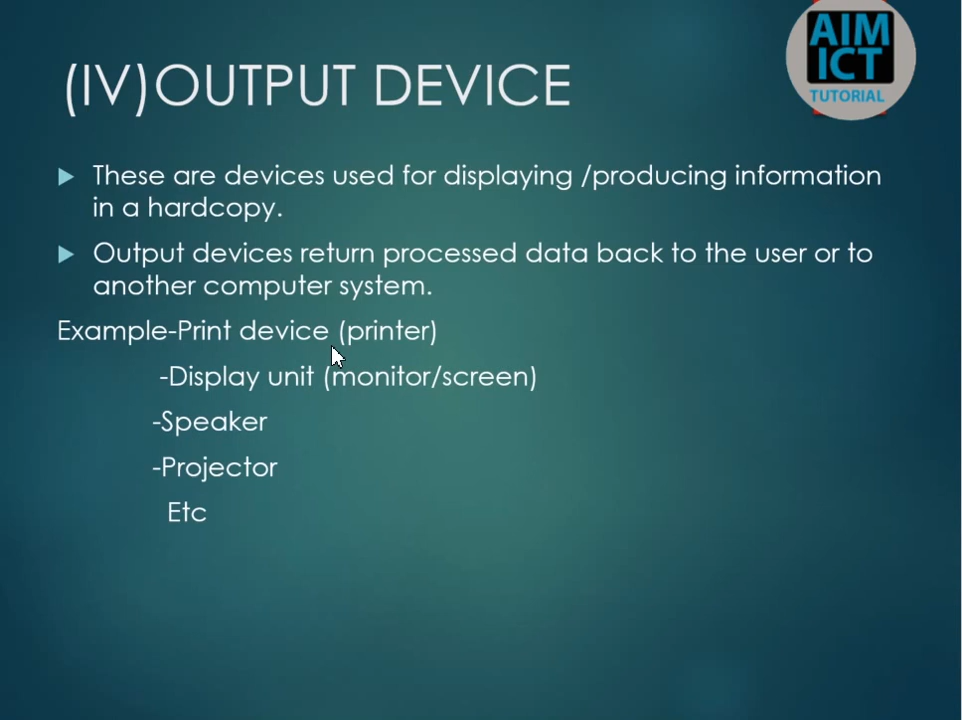 AIM
ICT
TUTORIAL
(IV)OUTPUT DEVICE
These are devices used for displaying /producing information
in a hardcopy.
Output devices return processed data back to the user or to
another computer system.
Example-Print device (printer)
-Display unit (monitor/screen)
-Speaker
-Projector
Etc